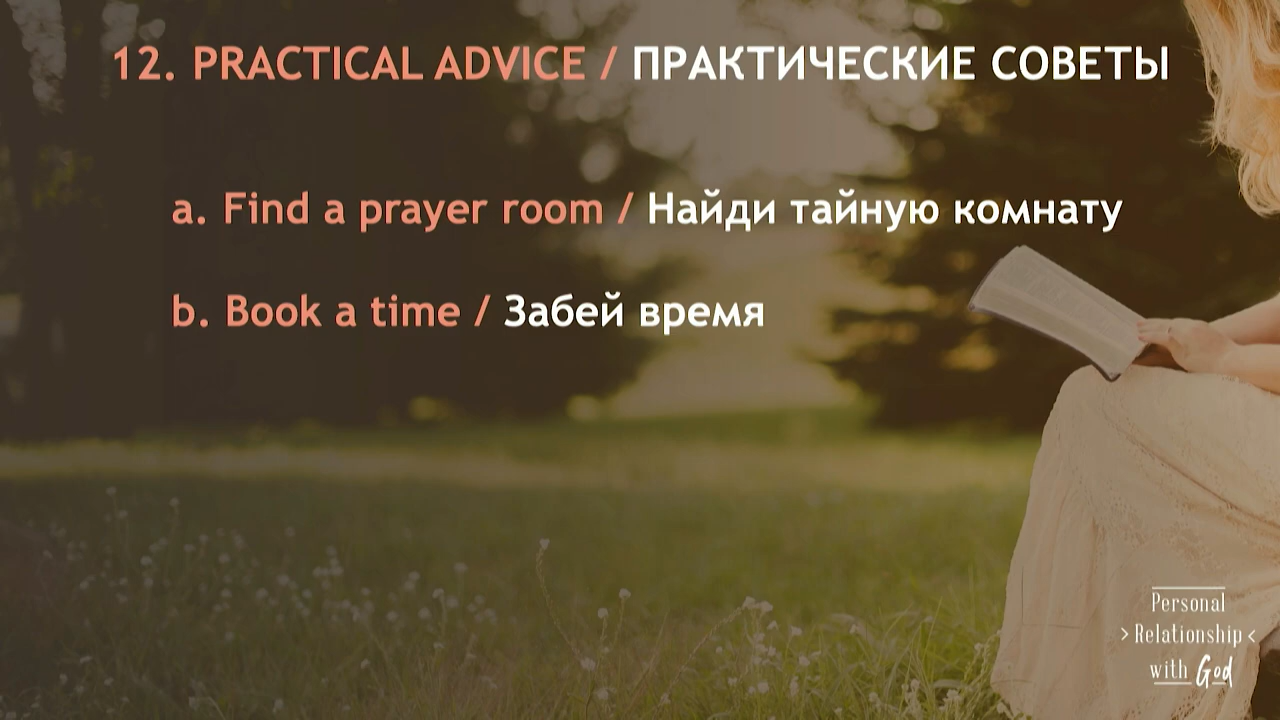 12. PRACTICAL ADVICE / ПРАКТИЧЕСКИЕ СОВЕТЫ
a. Find a prayer room / Найди тайную комнату
b. Book a time / Забей время
Personal
> Relationship <
with God